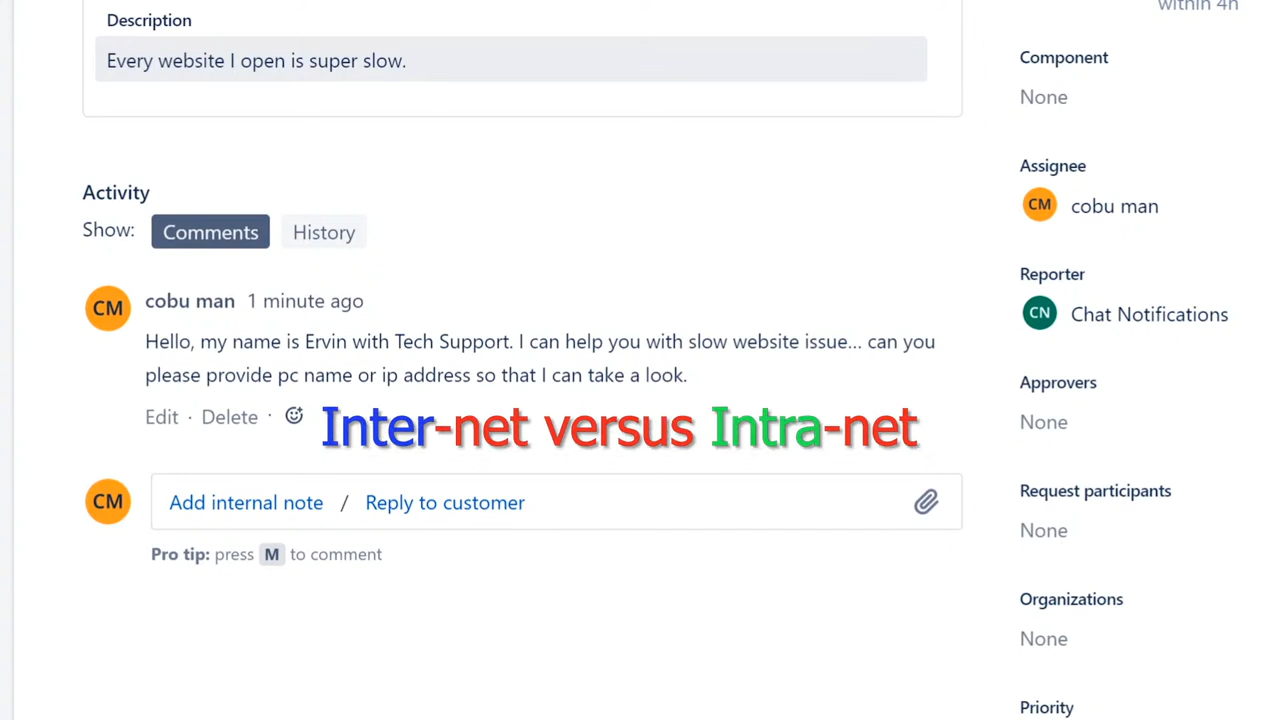 within 4h
Description
Every website I open is super slow.
Component
None
Assignee
CM cobu man
Reporter
CN Chat Notifications
Approvers
None
Request participants
None
Organizations
None
Priority
Activity
Show: Comments History
CM cobu man 1 minute ago
Hello, my name is Ervin with Tech Support. I can help you with slow website issue... can you
please provide pc name or ip address so that I can take a look.
Edit · Delete ·
Inter-net versus Intra-net
CM Add internal note / Reply to customer
Pro tip: press M to comment